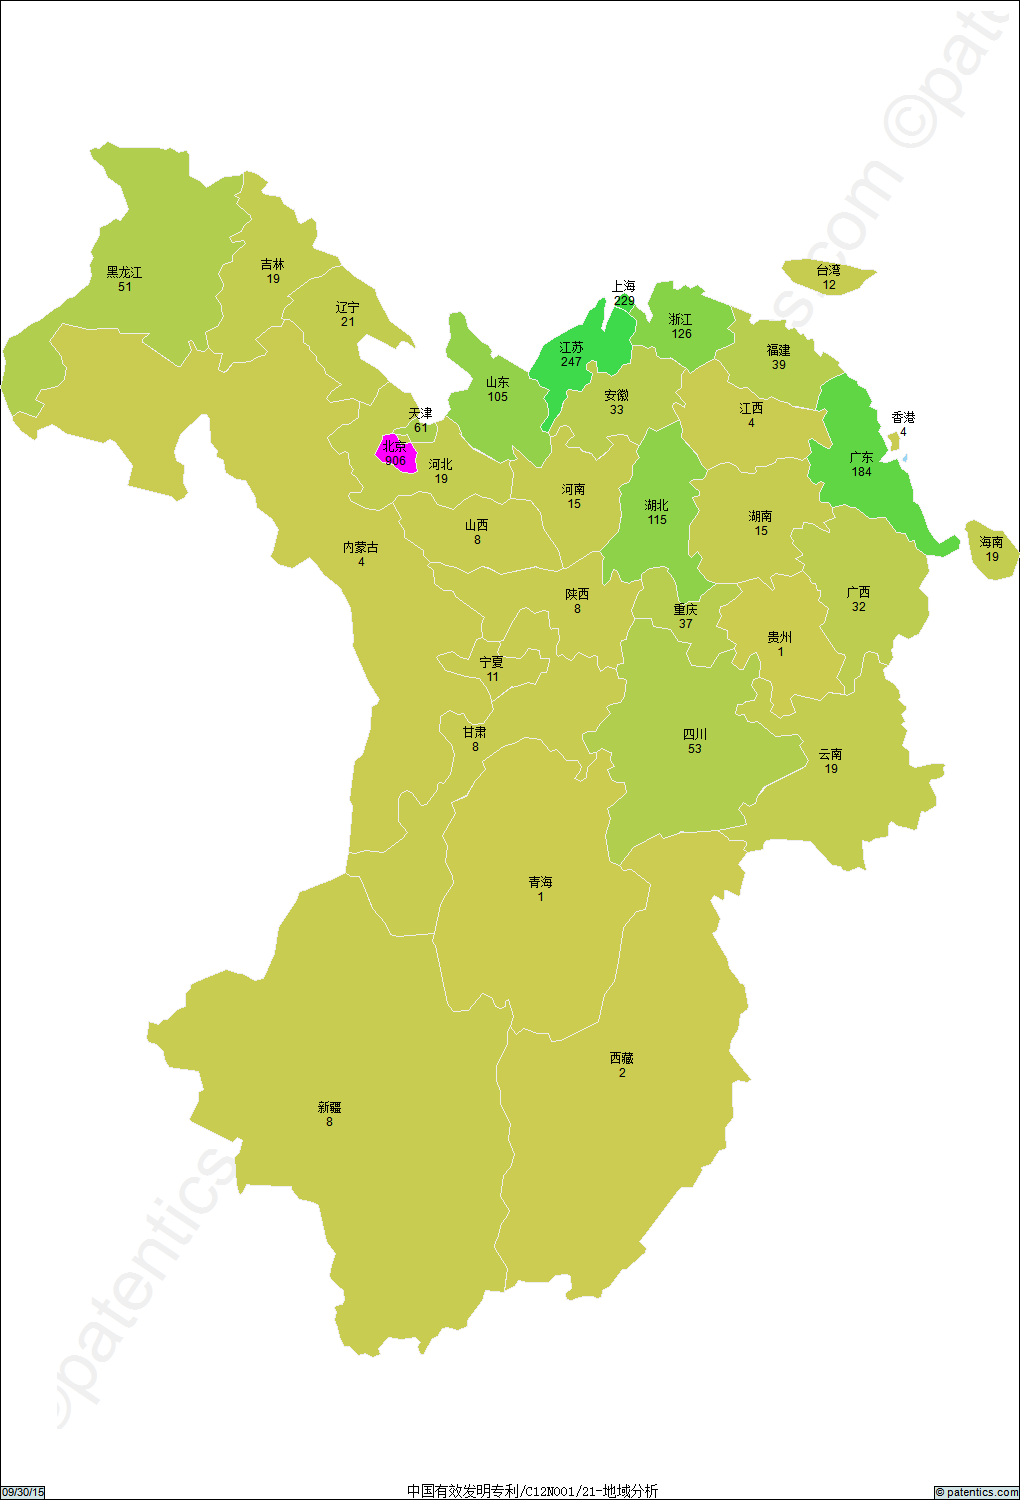 ©patentics.com ©patentics.com
黑龙江
51
吉林
19
辽宁
21
台湾
12
上海
229
浙江
126
江苏
247
福建
39
山东
105
安徽
33
江西
4
天津
61
香港
4
北京
906
河北
19
广东
184
河南
15
湖北
115
湖南
15
山西
8
内蒙古
4
海南
19
陕西
8
重庆
37
广西
32
贵州
1
宁夏
11
甘肃
8
四川
53
云南
19
青海
1
西藏
2
新疆
8
09/30/15
中国有效发明专利/C12N001/21-地域分析
© patentics.com